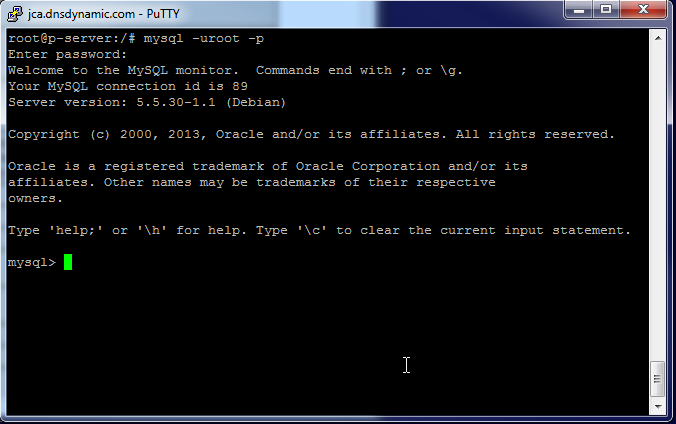 jca.dnsdynamic.com - PuTTY
root@p-server:/# mysql -uroot -p
Enter password:
Welcome to the MySQL monitor.  Commands end with ; or \g.
Your MySQL connection id is 89
Server version: 5.5.30-1.1 (Debian)
Copyright (c) 2000, 2013, Oracle and/or its affiliates. All rights reserved.
Oracle is a registered trademark of Oracle Corporation and/or its
affiliates. Other names may be trademarks of their respective
owners.
Type 'help;' or '\h' for help. Type '\c' to clear the current input statement.
mysql>